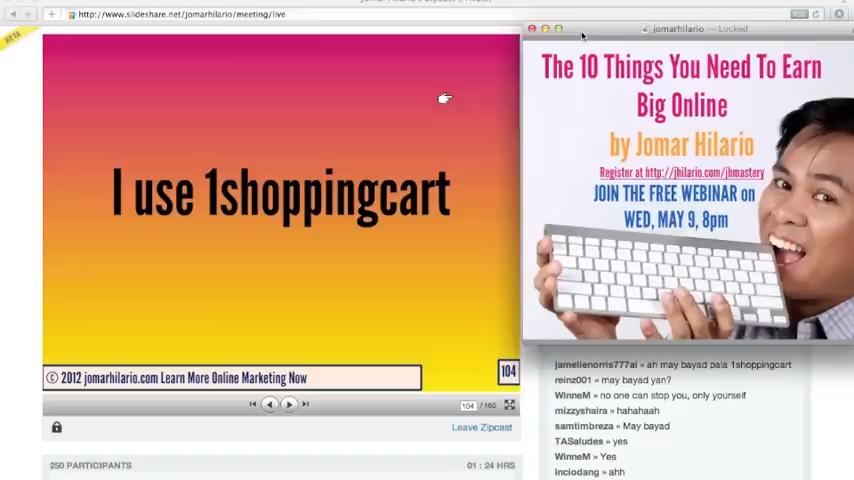 http://www.slideshare.net/jomarhilario/meeting/live
RSS
BETA
jomarhilario — Locked
I use 1shoppingcart
© 2012 jomarhilario.com Learn More Online Marketing Now
104
104 / 160
Leave Zipcast
250 PARTICIPANTS
01 : 24 HRS
The 10 Things You Need To Earn
Big Online
by Jomar Hilario
Register at http://jhilario.com/jhmastery
JOIN THE FREE WEBINAR on
WED, MAY 9, 8pm
jamelienorris777al » ah may bayad pala 1shoppingcart
reinz001 » may bayad yan?
WinneM » no one can stop you, only yourself
mizzyshaira » hahahaah
samtimbreza » May bayad
TASaludes » yes
WinneM » Yes
inciodang » ahh